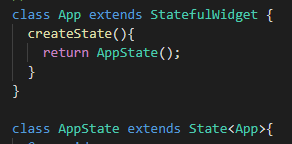 class App extends StatefulWidget {
createState(){
return AppState();
}
}
class AppState extends State<App>{